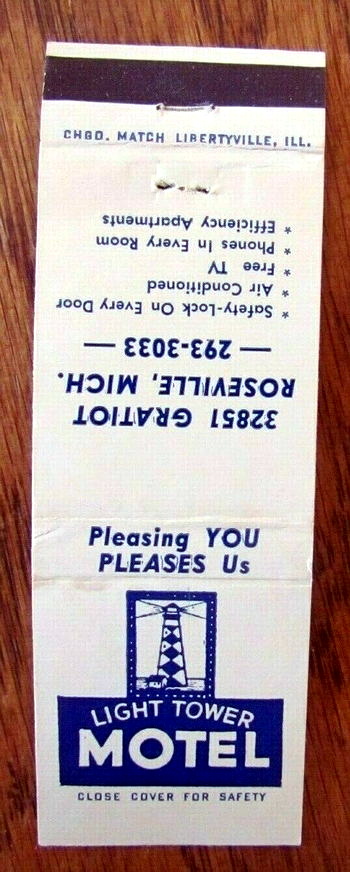 CHGO. MATCH LIBERTYVILLE, ILL.
32851 GRATIOT
ROSEVILLE, MICH.
— 293-3033 —
* Safety-Lock On Every Door
* Air Conditioned
* Free TV
* Phones In Every Room
* Efficiency Apartments
Pleasing YOU
PLEASES Us
LIGHT TOWER
MOTEL
CLOSE COVER FOR SAFETY